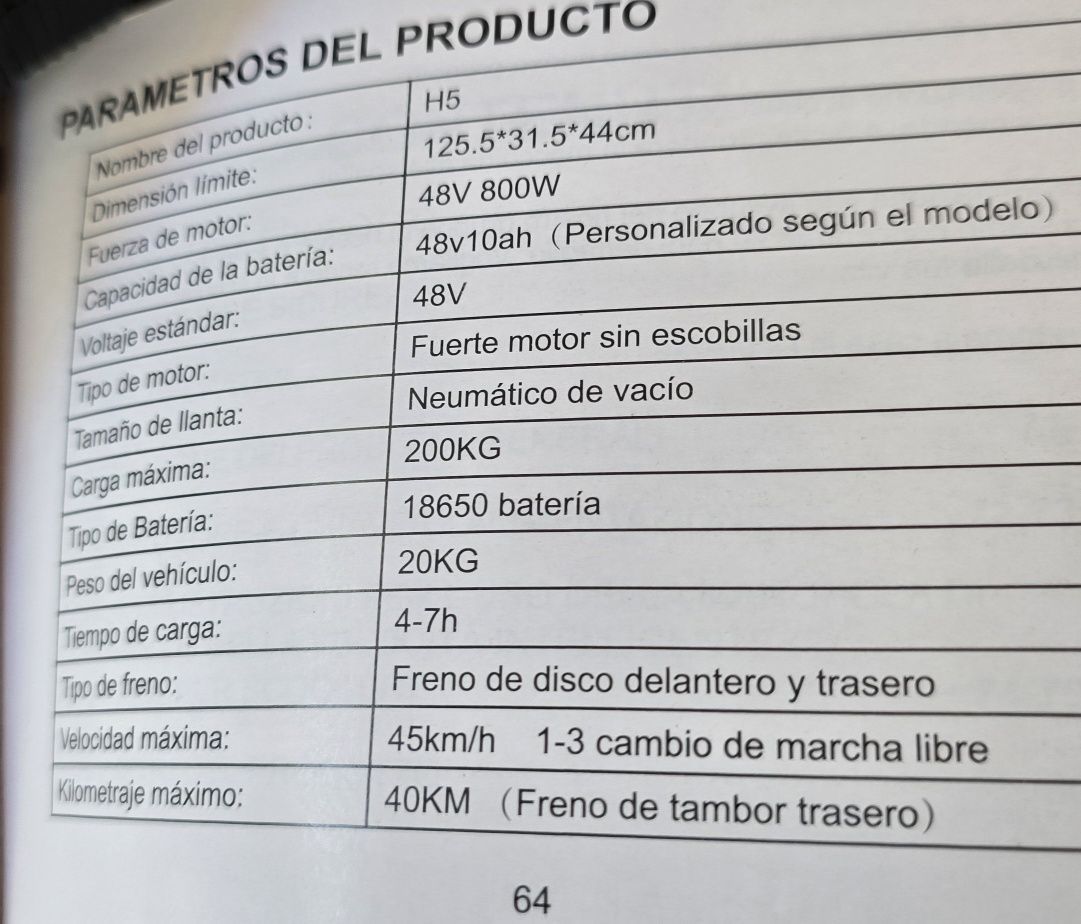 PARAMETROS DEL PRODUCTO
Nombre del producto: H5
Dimensión límite: 125.5*31.5*44cm
Fuerza de motor: 48V 800W
Capacidad de la batería: 48v10ah（Personalizado según el modelo）
Voltaje estándar: 48V
Tipo de motor: Fuerte motor sin escobillas
Tamaño de llanta: Neumático de vacío
Carga máxima: 200KG
Tipo de Batería: 18650 batería
Peso del vehículo: 20KG
Tiempo de carga: 4-7h
Tipo de freno: Freno de disco delantero y trasero
Velocidad máxima: 45km/h 1-3 cambio de marcha libre
Kilometraje máximo: 40KM （Freno de tambor trasero）
64